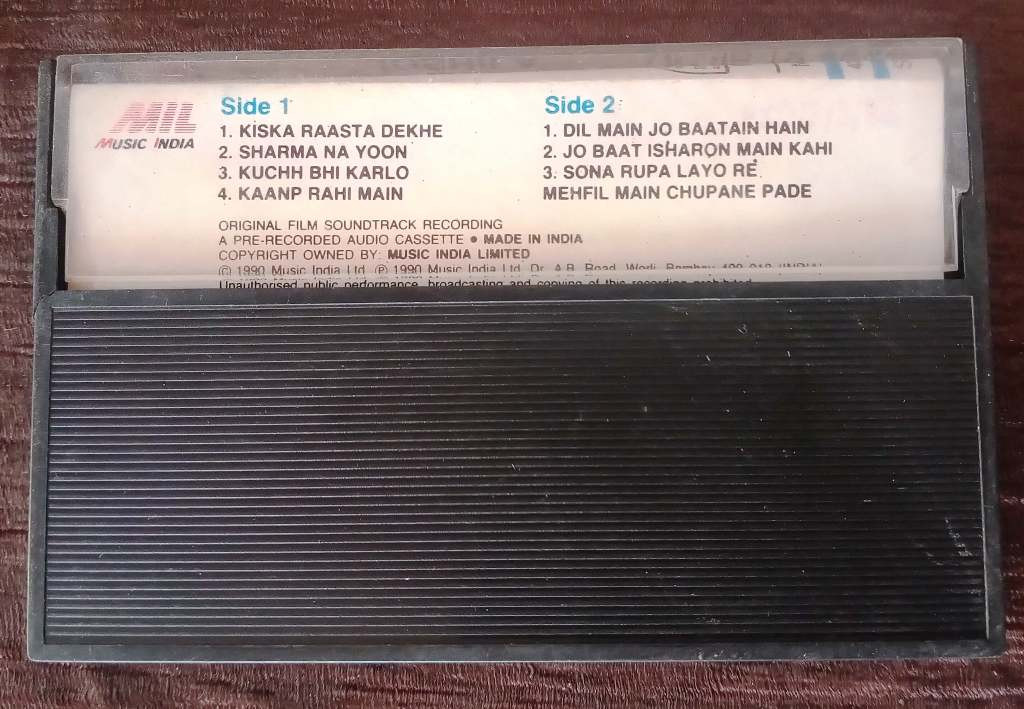 MIL
MUSIC INDIA
Side 1
1. KISKA RAASTA DEKHE
2. SHARMA NA YOON
3. KUCHH BHI KARLO
4. KAANP RAHI MAIN
Side 2
1. DIL MAIN JO BAATAIN HAIN
2. JO BAAT ISHARON MAIN KAHI
3. SONA RUPA LAYO RE
MEHFIL MAIN CHUPANE PADE
ORIGINAL FILM SOUNDTRACK RECORDING
A PRE-RECORDED AUDIO CASSETTE • MADE IN INDIA
COPYRIGHT OWNED BY: MUSIC INDIA LIMITED
© 1990 Music India Ltd. ℗ 1990 Music India Ltd. Dr. A.B. Road, Worli, Bombay 400 018 (INDIA)
Unauthorised public performance, broadcasting and copying of this recording prohibited